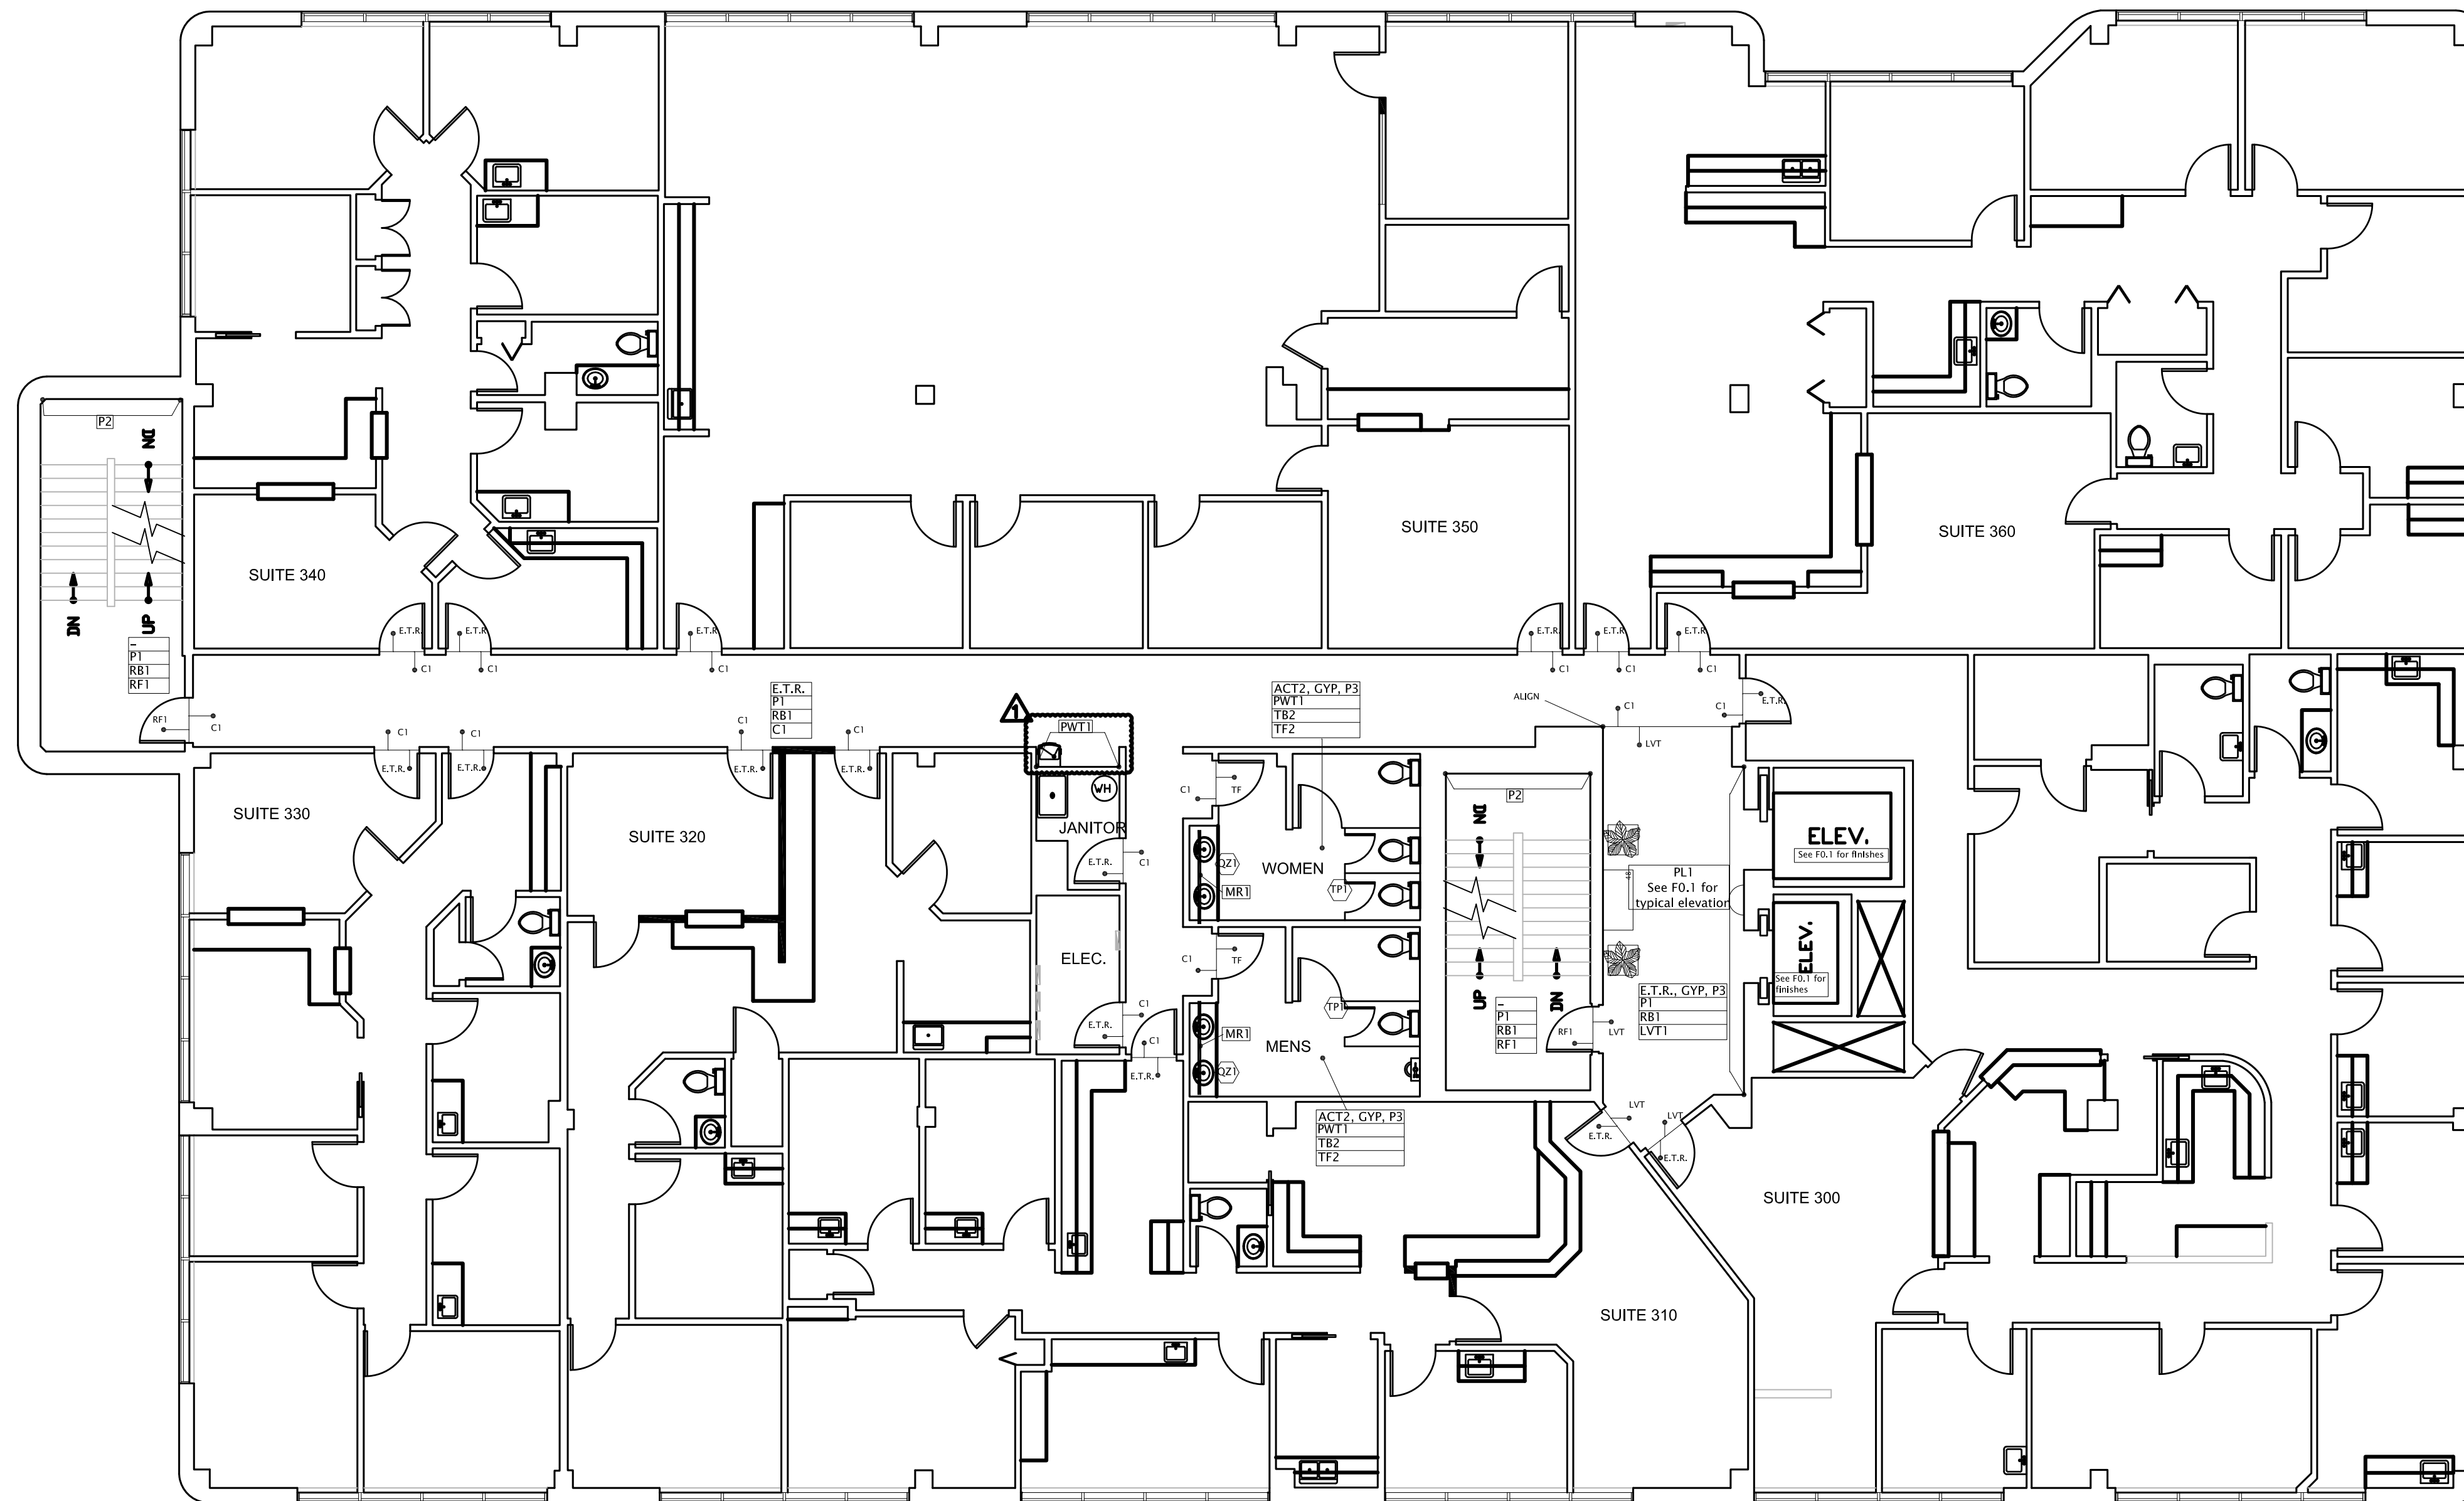 P2
DN
DN
UP
SUITE 340
SUITE 350
SUITE 360
-
P1
RB1
RF1
E.T.R.
E.T.R
E.T.R
E.T.R.
E.T.R
E.T.R
C1
C1
C1
C1
C1
C1
RF1
C1
E.T.R.
P1
RB1
C1
1
PWT1
ACT2, GYP, P3
PWT1
TB2
TF2
ALIGN
C1
C1
E.T.R.
LVT
C1
C1
C1
C1
E.T.R.
E.T.R.
E.T.R.
E.T.R.
SUITE 330
SUITE 320
WH
JANITOR
E.T.R.
C1
C1
TF
WOMEN
QZ1
MR1
TP1
P2
DN
UP
DN
-
P1
RB1
RF1
48
PL1
See F0.1 for
typical elevation
ELEV.
See F0.1 for finishes
ELEV.
See F0.1 for
finishes
ELEC.
C1
TF
C1
E.T.R.
C1
E.T.R.
TP1
MR1
QZ1
MENS
RF1
LVT
E.T.R., GYP, P3
P1
RB1
LVT1
ACT2, GYP, P3
PWT1
TB2
TF2
LVT
E.T.R.
LVT
E.T.R.
SUITE 300
SUITE 310